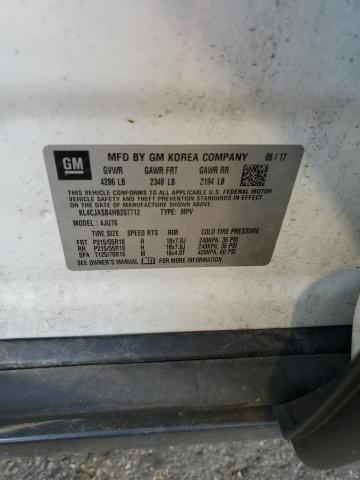 GM
MFD BY GM KOREA COMPANY 05/17
GVWR GAWR FRT GAWR RR
4286 LB 2348 LB 2194 LB
THIS VEHICLE CONFORMS TO ALL APPLICABLE U.S. FEDERAL MOTOR
VEHICLE SAFETY, BUMPER, AND THEFT PREVENTION STANDARDS IN
EFFECT ON THE DATE OF MANUFACTURE SHOWN ABOVE.
KL4CJASB4HB207712 TYPE: MPV
MODEL: 4JU76
TIRE SIZE SPEED RTG RIM COLD TIRE PRESSURE
FRT P215/55R18 H 18x7.0J 240KPA, 35 PSI
RR P215/55R18 H 18x7.0J 240KPA, 35 PSI
SPA T125/70R16 M 16x4.0T 420KPA, 60 PSI
SEE OWNER'S MANUAL FOR MORE INFORMATION